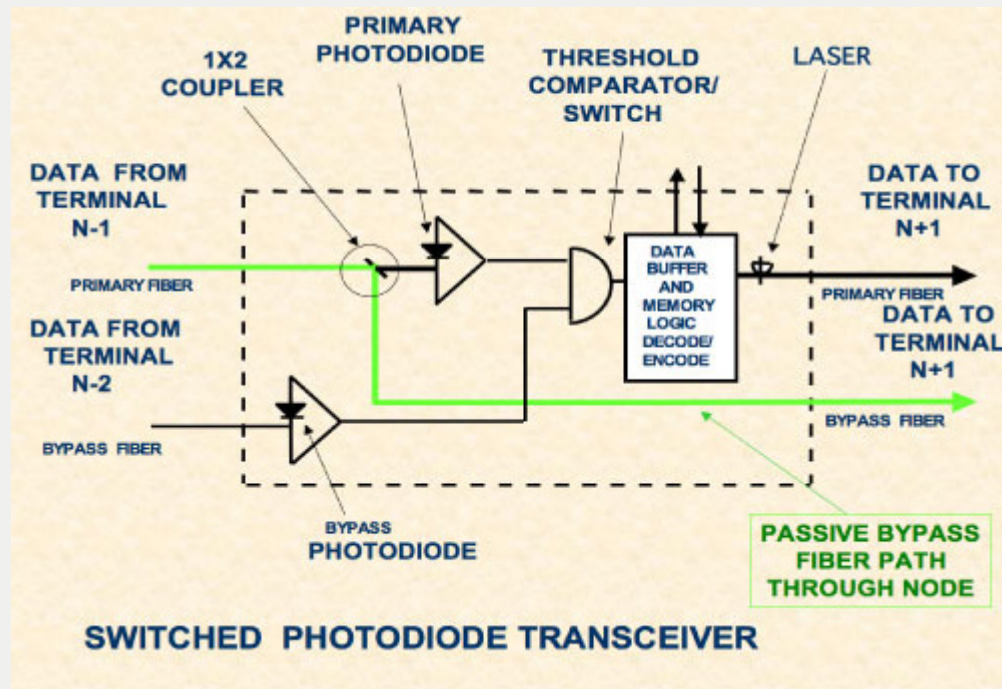 PRIMARY
PHOTODIODE
1X2
COUPLER
THRESHOLD
COMPARATOR/
SWITCH
LASER
DATA FROM
TERMINAL
N-1
DATA TO
TERMINAL
N+1
PRIMARY FIBER
DATA
BUFFER
AND
MEMORY
LOGIC
DECODE/
ENCODE
PRIMARY FIBER
DATA FROM
TERMINAL
N-2
DATA TO
TERMINAL
N+1
BYPASS FIBER
BYPASS FIBER
BYPASS
PHOTODIODE
PASSIVE BYPASS
FIBER PATH
THROUGH NODE
SWITCHED PHOTODIODE TRANSCEIVER